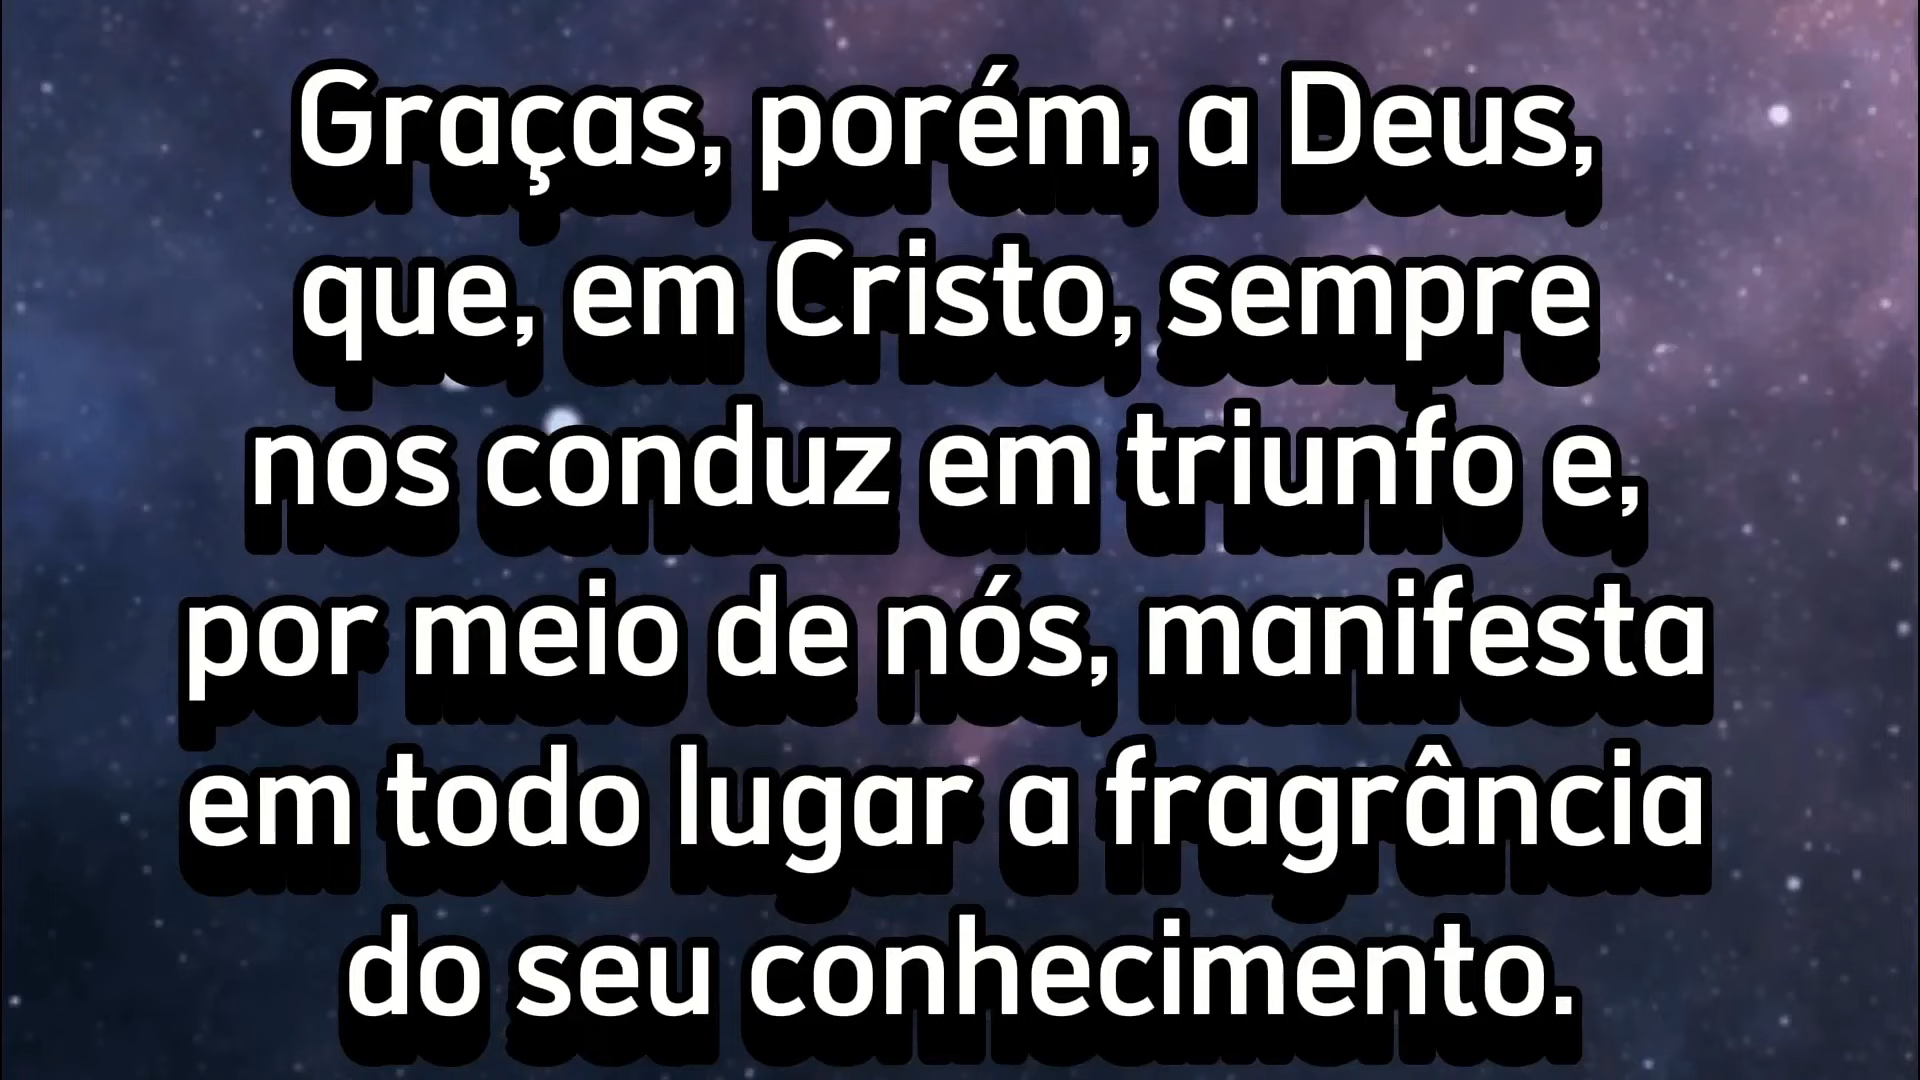 Graças, porém, a Deus,
que, em Cristo, sempre
nos conduz em triunfo e,
por meio de nós, manifesta
em todo lugar a fragrância
do seu conhecimento.